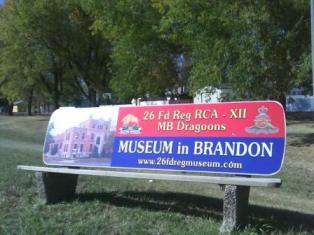 26 Fd Reg RCA - XII
MB Dragoons
MUSEUM in BRANDON
www.26fdregmuseum.com